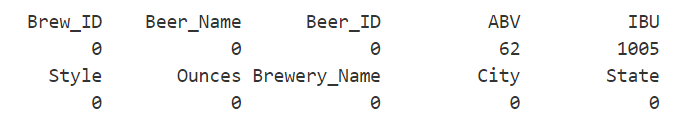 Brew_ID Beer_Name Beer_ID ABV IBU
0 0 0 62 1005
Style Ounces Brewery_Name City State
0 0 0 0 0